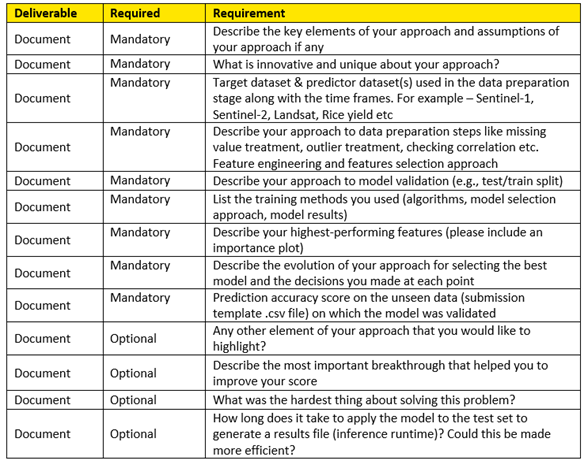 Deliverable Required Requirement
Document Mandatory Describe the key elements of your approach and assumptions of
your approach if any
Document Mandatory What is innovative and unique about your approach?
Document Mandatory Target dataset & predictor dataset(s) used in the data preparation
stage along with the time frames. For example – Sentinel-1,
Sentinel-2, Landsat, Rice yield etc
Document Mandatory Describe your approach to data preparation steps like missing
value treatment, outlier treatment, checking correlation etc.
Feature engineering and features selection approach
Document Mandatory Describe your approach to model validation (e.g., test/train split)
Document Mandatory List the training methods you used (algorithms, model selection
approach, model results)
Document Mandatory Describe your highest-performing features (please include an
importance plot)
Document Mandatory Describe the evolution of your approach for selecting the best
model and the decisions you made at each point
Document Mandatory Prediction accuracy score on the unseen data (submission
template .csv file) on which the model was validated
Document Optional Any other element of your approach that you would like to
highlight?
Document Optional Describe the most important breakthrough that helped you to
improve your score
Document Optional What was the hardest thing about solving this problem?
Document Optional How long does it take to apply the model to the test set to
generate a results file (inference runtime)? Could this be made
more efficient?